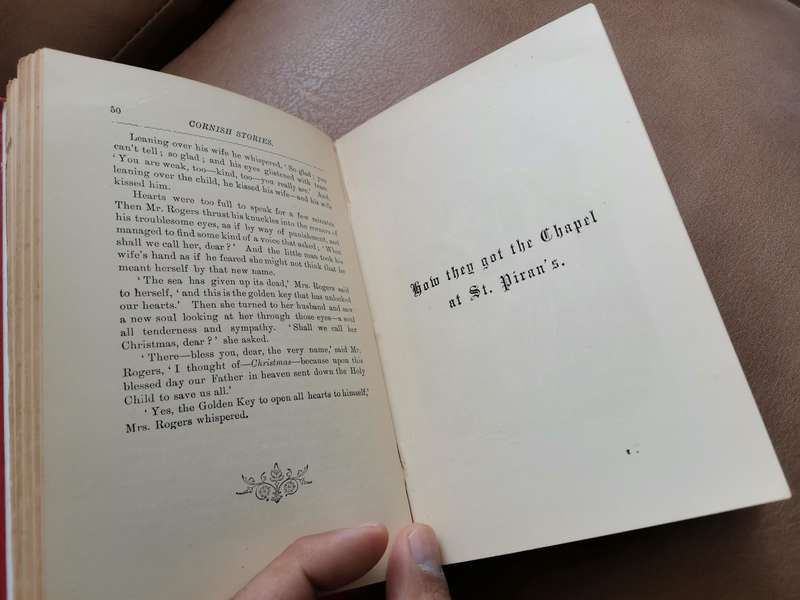 50
CORNISH STORIES.
Leaning over his wife he whispered, 'So glad; you
can't tell; so glad; and his eyes glistened with tears
'You are weak, too—kind, too—you really are.' And,
leaning over the child, he kissed his wife—and his wife
kissed him.
Hearts were too full to speak for a few minutes
Then Mr. Rogers thrust his knuckles into the corners of
his troublesome eyes, as if by way of punishment, and
managed to find some kind of a voice that asked; 'What
shall we call her, dear?' And the little man took his
wife's hand as if he feared she might not think that he
meant herself by that new name.
'The sea has given up its dead,' Mrs. Rogers said
to herself, 'and this is the golden key that has unlocked
our hearts.' Then she turned to her husband and saw
a new soul looking at her through those eyes—a soul
all tenderness and sympathy. 'Shall we call her
Christmas, dear?' she asked.
'There—bless you, dear, the very name,' said Mr.
Rogers, 'I thought of—Christmas—because upon this
blessed day our Father in heaven sent down the Holy
Child to save us all.'
'Yes, the Golden Key to open all hearts to himself,'
Mrs. Rogers whispered.
How they got the Chapel
at St. Piran's.